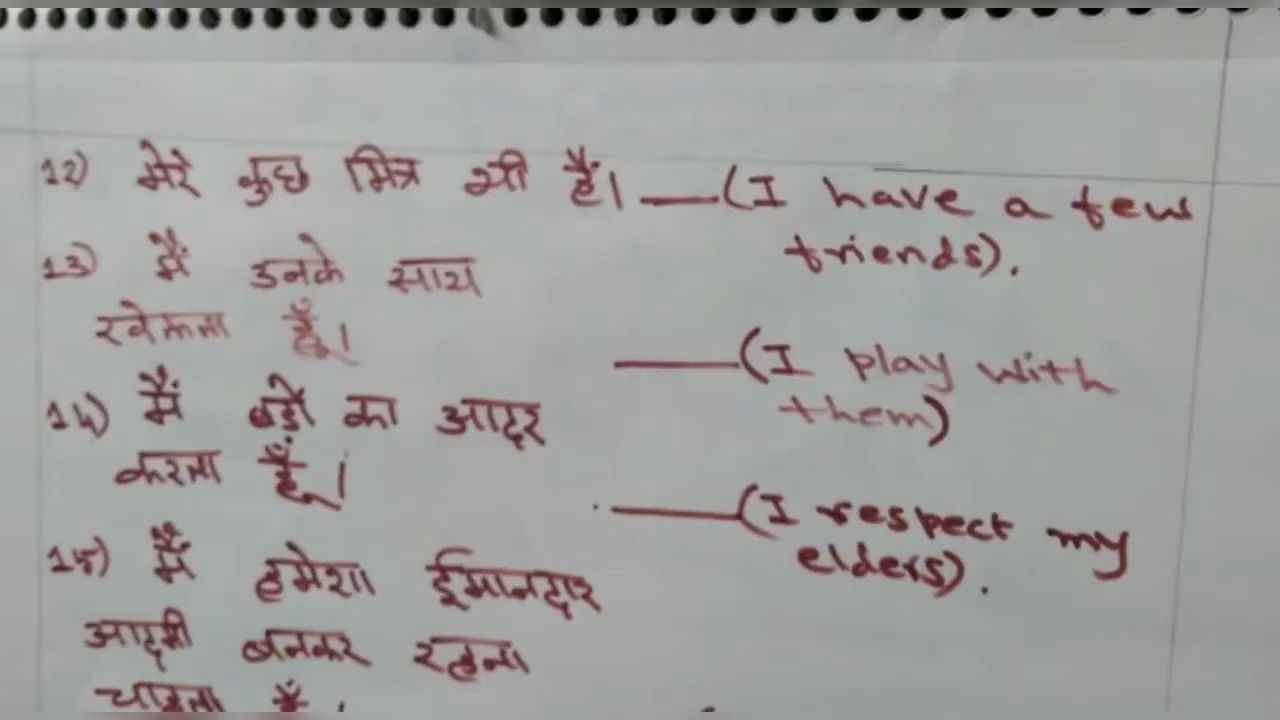 12) मेरे कुछ मित्र भी हैं। —(I have a few
friends).
13) मैं उनके साथ
खेलता हूँ। —(I play with
them)
14) मैं बड़ों का आदर
करता हूँ। —(I respect my
elders).
15) मैं हमेशा ईमानदार
आदमी बनकर रहना
चाहता हूँ।